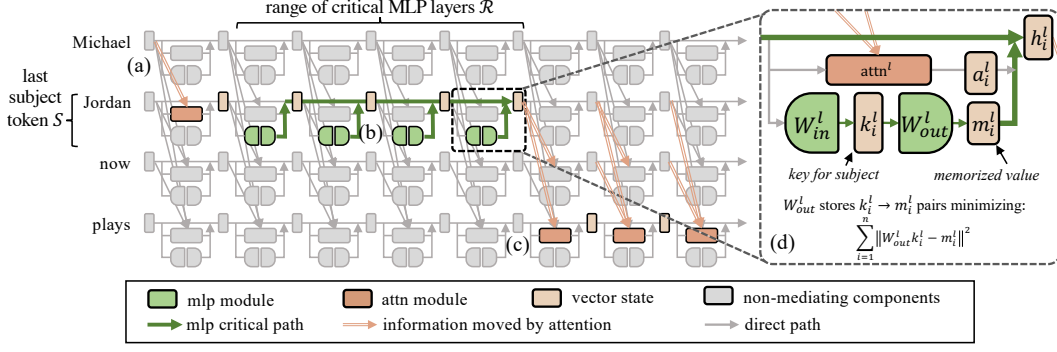 range of critical MLP layers ℛ
Michael
(a)
last
subject
token S
Jordan
(b)
now
plays
(c)
h_i^l
attn^l
a_i^l
W_in^l
k_i^l
W_out^l
m_i^l
key for subject
memorized value
W_out^l stores k_i^l → m_i^l pairs minimizing:
(d)
∑_{i=1}^{n} ‖W_out^l k_i^l − m_i^l‖^2
mlp module
attn module
vector state
non-mediating components
mlp critical path
information moved by attention
direct path